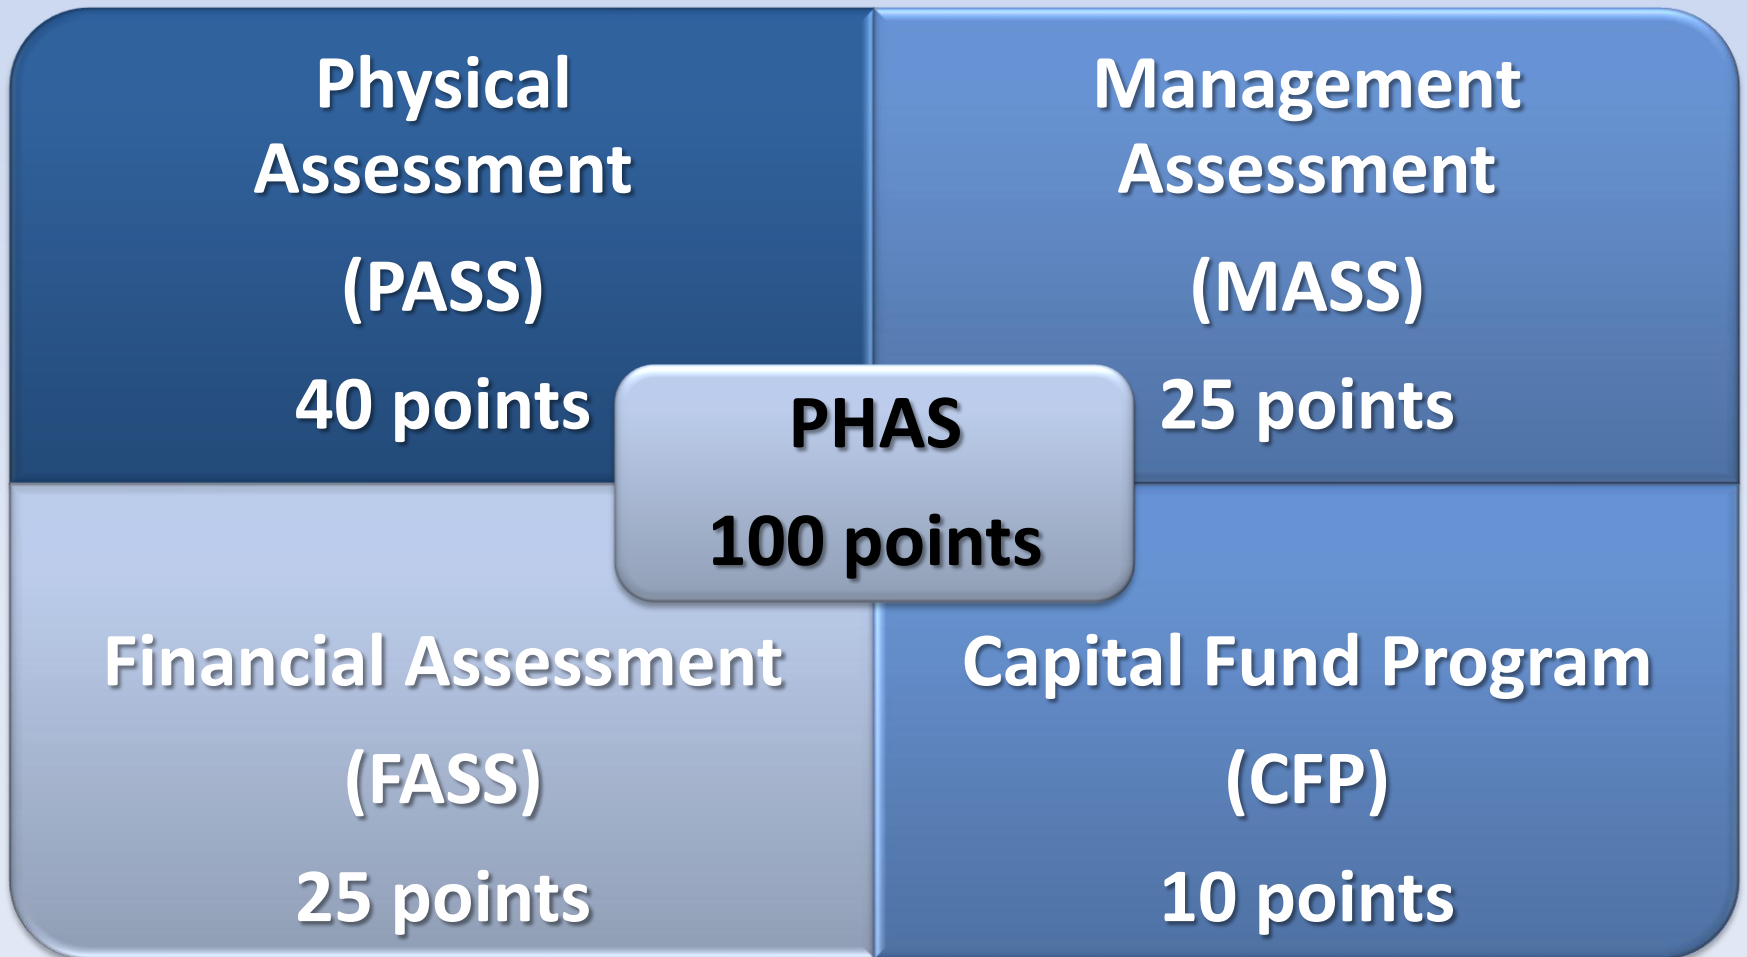 Physical
Assessment
(PASS)
40 points
Management
Assessment
(MASS)
25 points
PHAS
100 points
Financial Assessment
(FASS)
25 points
Capital Fund Program
(CFP)
10 points